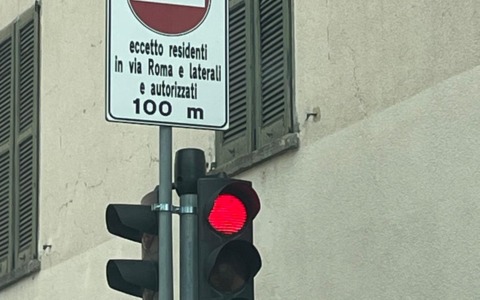 eccetto residenti
in via Roma e laterali
e autorizzati
100 m